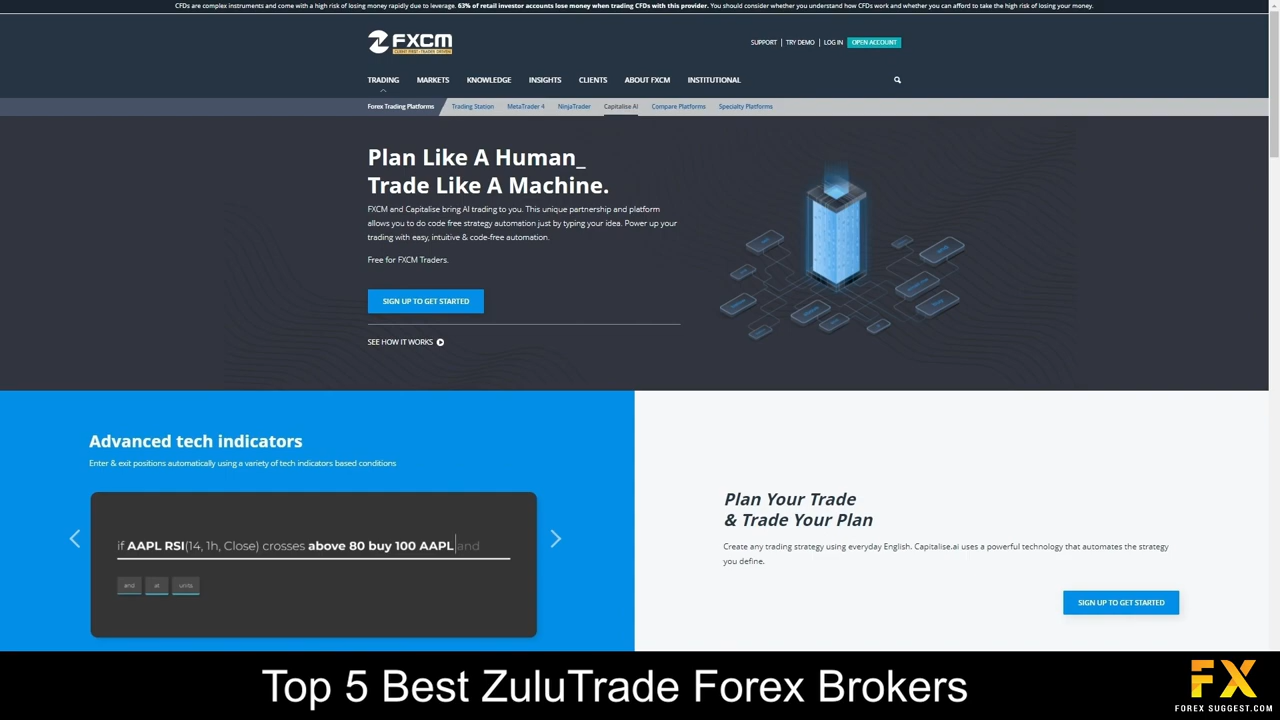 CFDs are complex instruments and come with a high risk of losing money rapidly due to leverage. 63% of retail investor accounts lose money when trading CFDs with this provider. You should consider whether you understand how CFDs work and whether you can afford to take the high risk of losing your money.
FXCM
SUPPORT | TRY DEMO | LOG IN OPEN ACCOUNT
TRADING MARKETS KNOWLEDGE INSIGHTS CLIENTS ABOUT FXCM INSTITUTIONAL
Forex Trading Platforms Trading Station MetaTrader 4 NinjaTrader Capitalise AI Compare Platforms Specialty Platforms
Plan Like A Human_
Trade Like A Machine.
FXCM and Capitalise bring AI trading to you. This unique partnership and platform
allows you to do code free strategy automation just by typing your idea. Power up your
trading with easy, intuitive & code-free automation.
Free for FXCM Traders.
SIGN UP TO GET STARTED
SEE HOW IT WORKS
Advanced tech indicators
Enter & exit positions automatically using a variety of tech indicators based conditions
if AAPL RSI(14, 1h, Close) crosses above 80 buy 100 AAPL and
and at units
Plan Your Trade
& Trade Your Plan
Create any trading strategy using everyday English. Capitalise.ai uses a powerful technology that automates the strategy
you define.
SIGN UP TO GET STARTED
Top 5 Best ZuluTrade Forex Brokers
FX
FOREX SUGGEST.COM